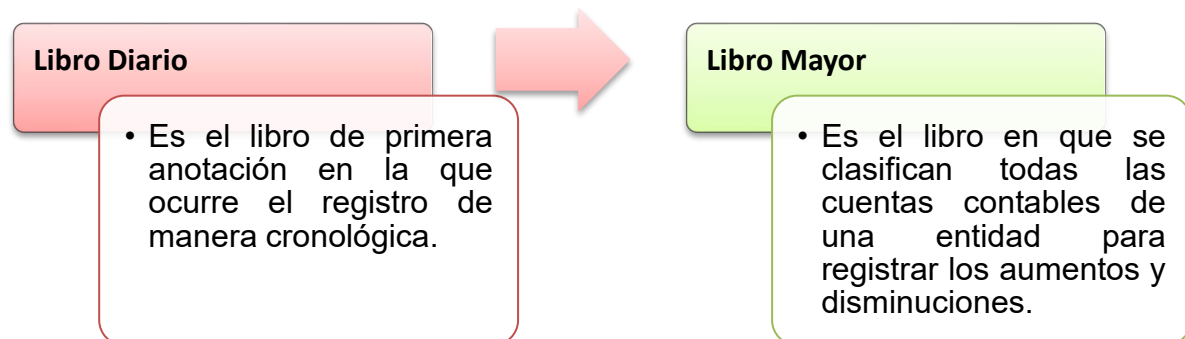 Libro Diario
• Es el libro de primera
anotación en la que
ocurre el registro de
manera cronológica.
Libro Mayor
• Es el libro en que se
clasifican todas las
cuentas contables de
una entidad para
registrar los aumentos y
disminuciones.